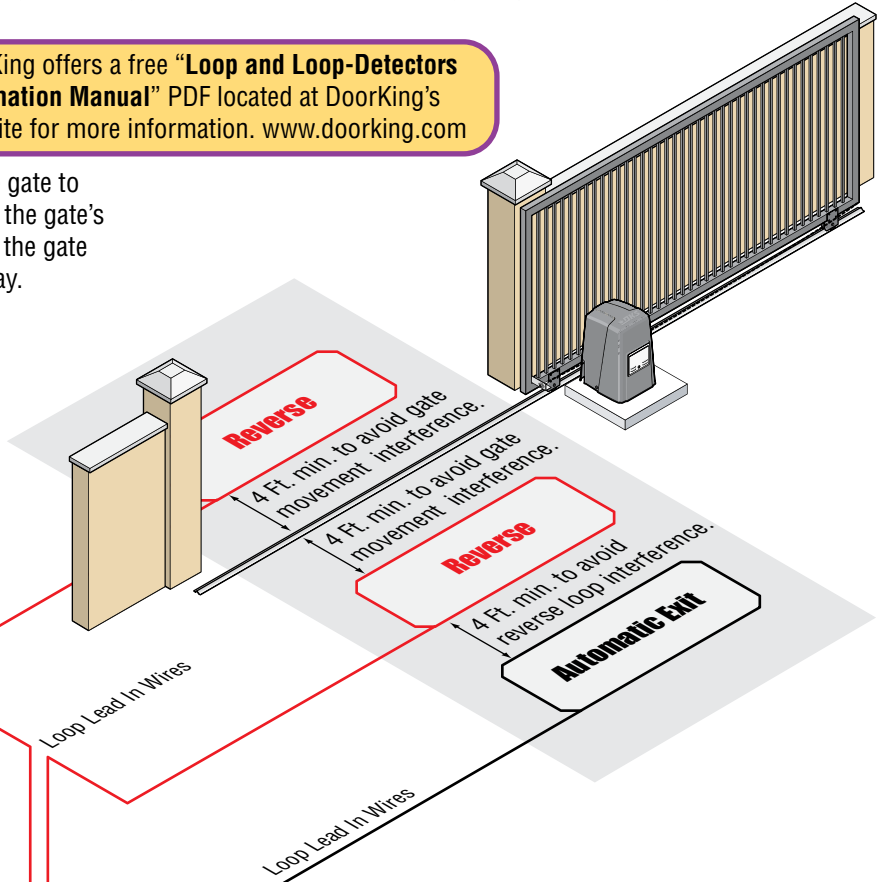 King offers a free “Loop and Loop-Detectors
mation Manual” PDF located at DoorKing's
ite for more information. www.doorking.com
gate to
the gate's
the gate
ay.
Reverse
4 Ft. min. to avoid gate
movement interference.
4 Ft. min. to avoid gate
movement interference.
Reverse
4 Ft. min. to avoid
reverse loop interference.
Automatic Exit
Loop Lead In Wires
Loop Lead In Wires